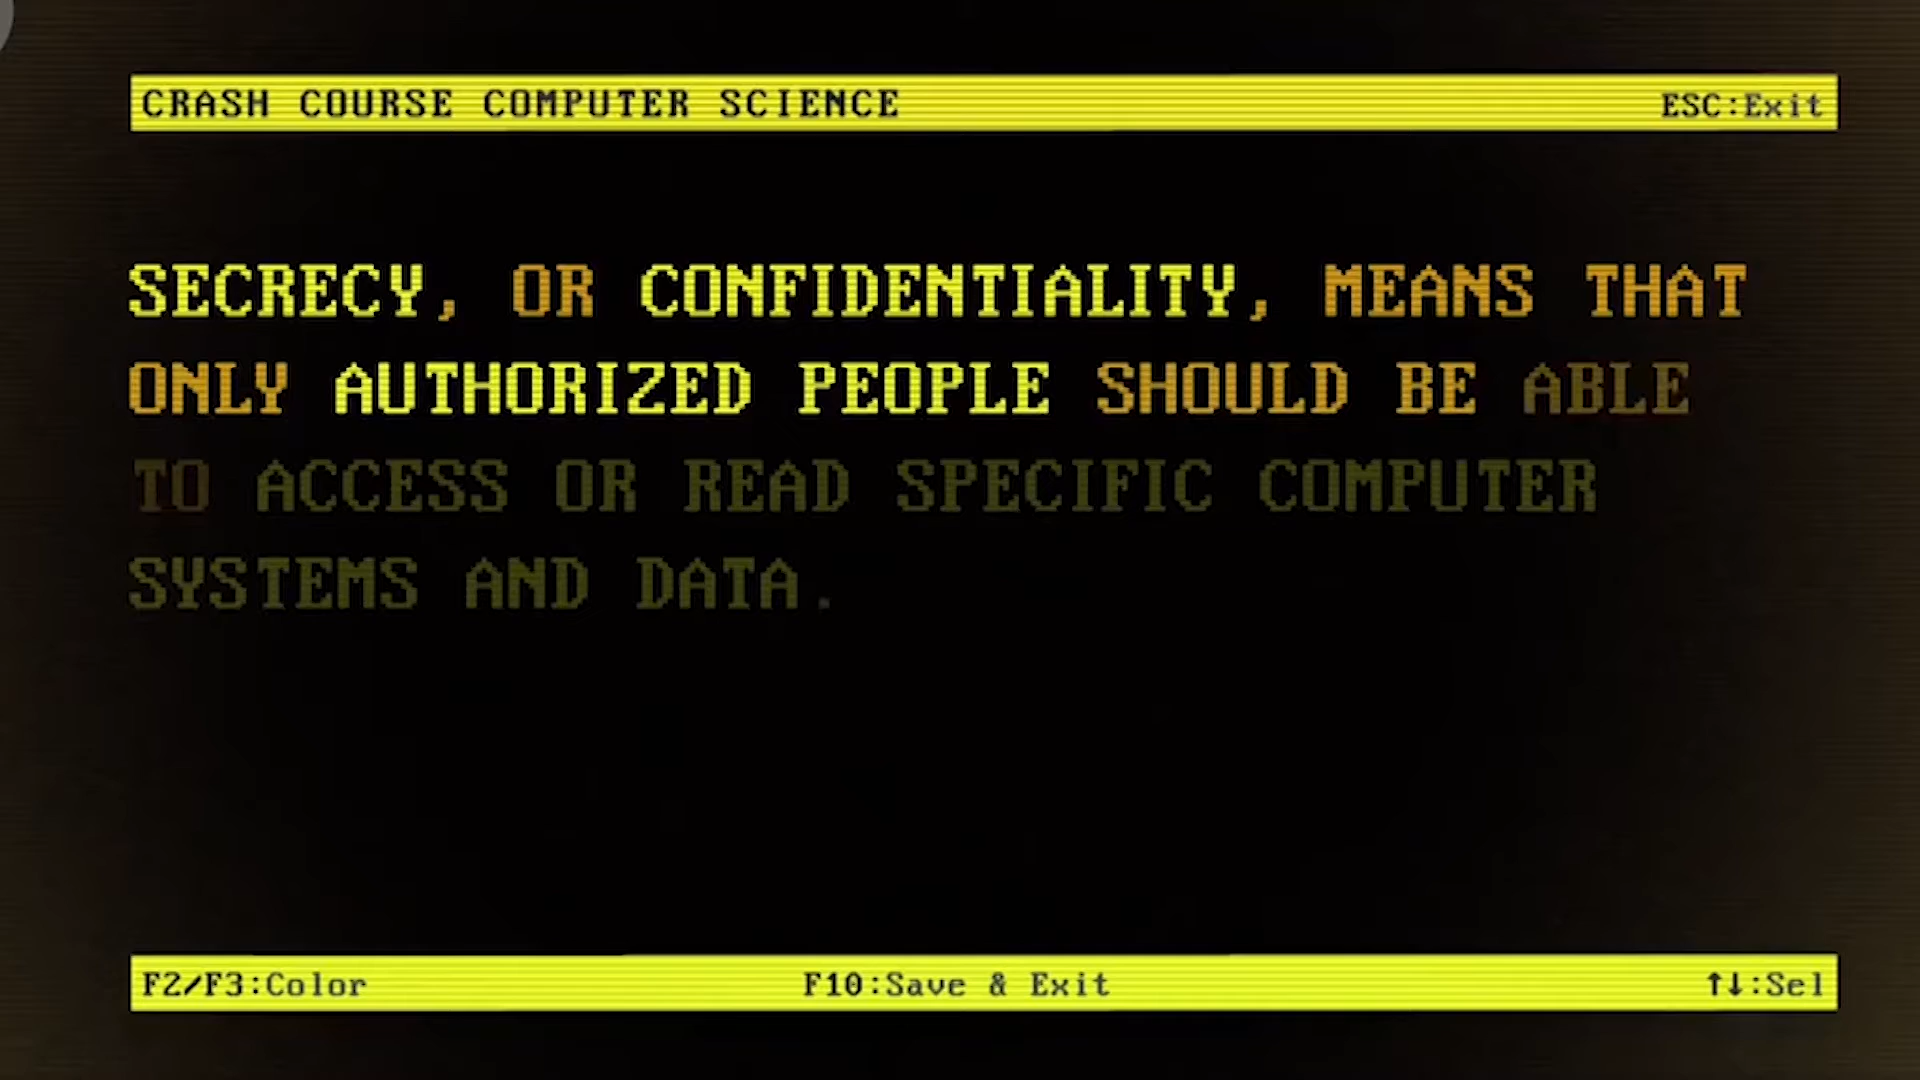 CRASH COURSE COMPUTER SCIENCE ESC:Exit
SECRECY, OR CONFIDENTIALITY, MEANS THAT
ONLY AUTHORIZED PEOPLE SHOULD BE ABLE
TO ACCESS OR READ SPECIFIC COMPUTER
SYSTEMS AND DATA.
F2/F3:Color F10:Save & Exit ↑↓:Sel